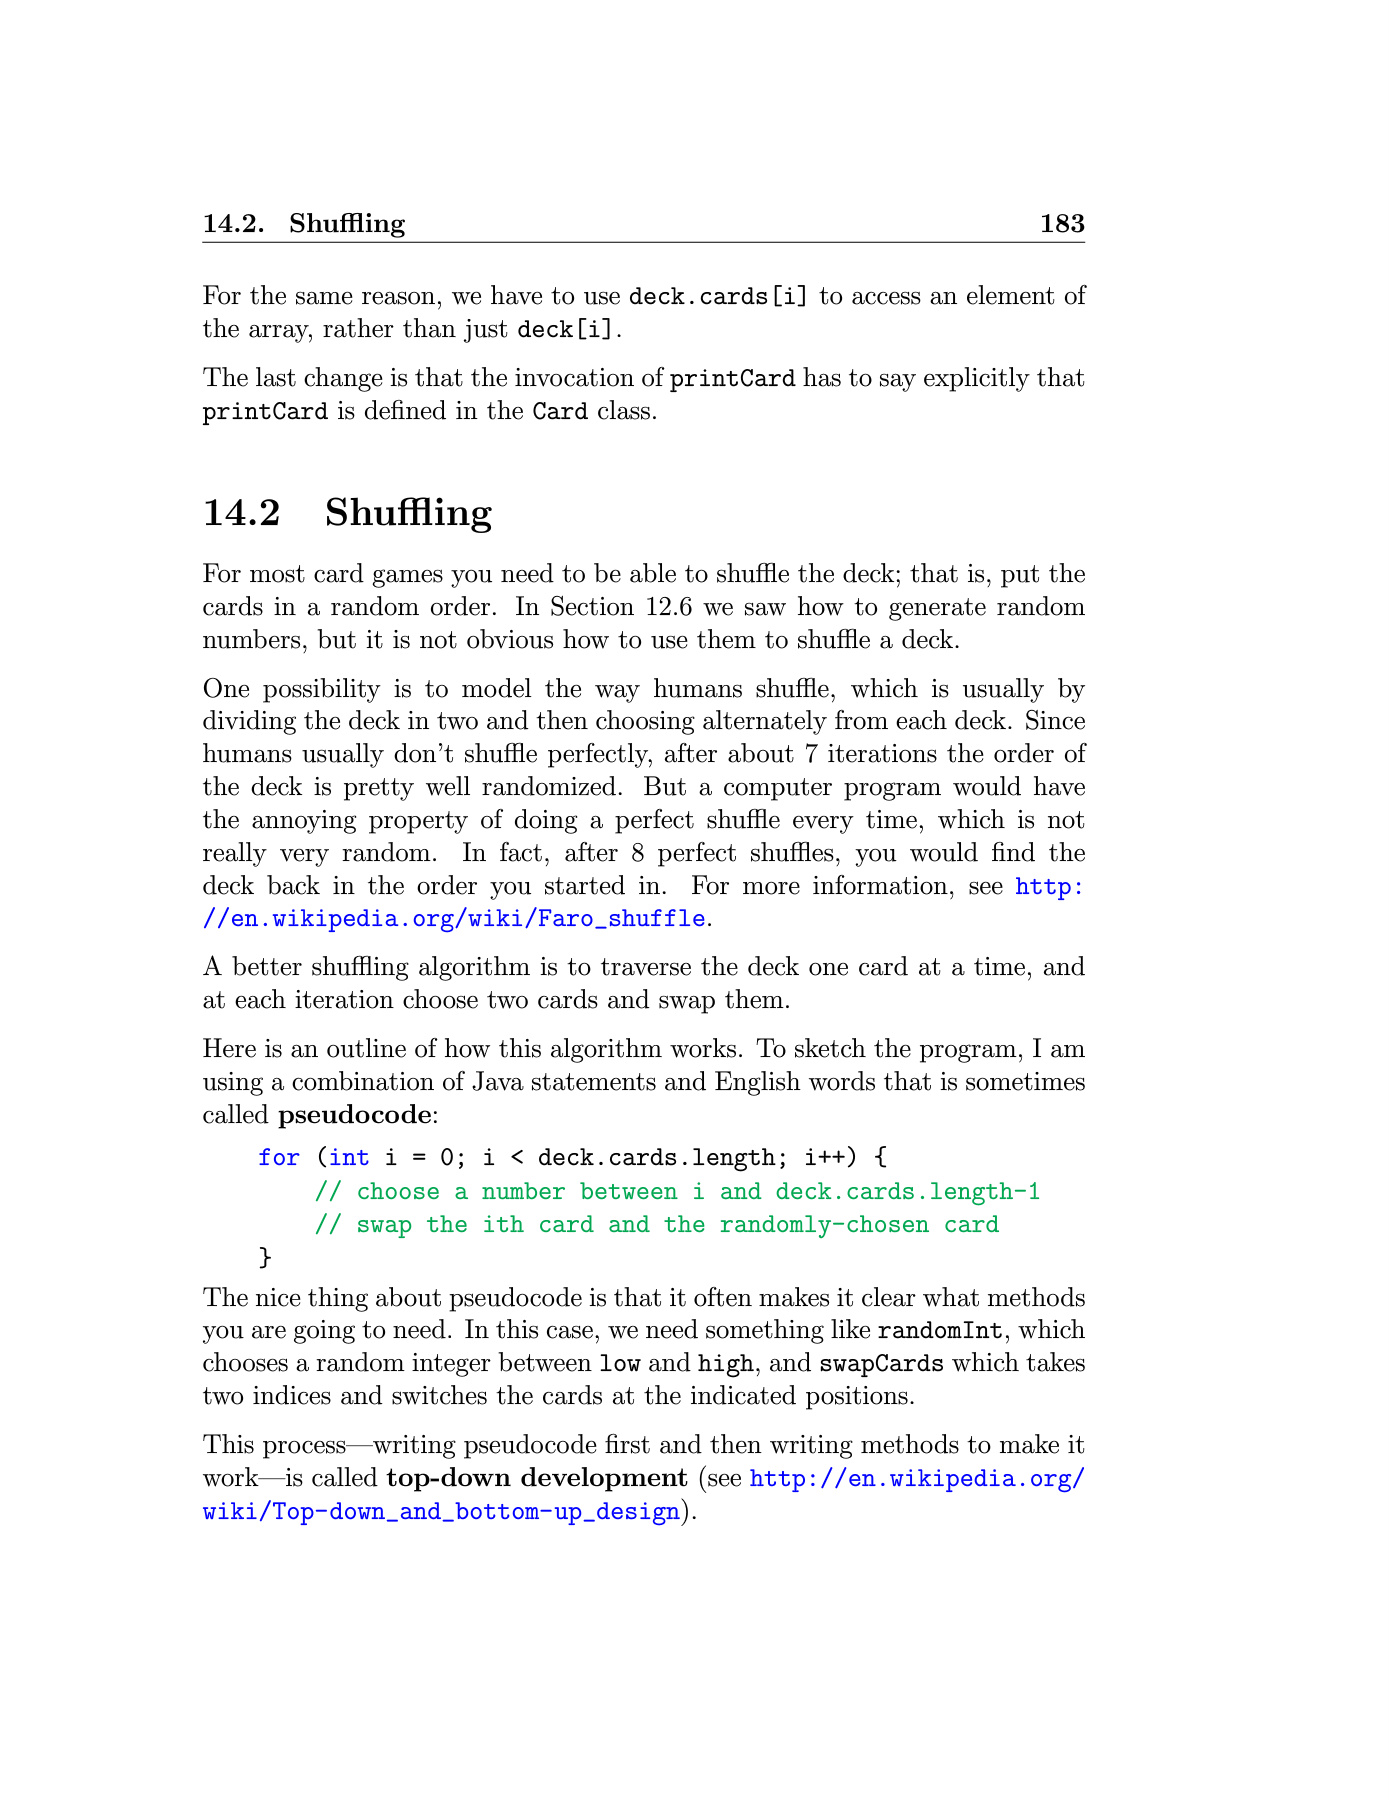 14.2. Shuffling 183
For the same reason, we have to use deck.cards[i] to access an element of
the array, rather than just deck[i].
The last change is that the invocation of printCard has to say explicitly that
printCard is defined in the Card class.
14.2 Shuffling
For most card games you need to be able to shuffle the deck; that is, put the
cards in a random order. In Section 12.6 we saw how to generate random
numbers, but it is not obvious how to use them to shuffle a deck.
One possibility is to model the way humans shuffle, which is usually by
dividing the deck in two and then choosing alternately from each deck. Since
humans usually don't shuffle perfectly, after about 7 iterations the order of
the deck is pretty well randomized. But a computer program would have
the annoying property of doing a perfect shuffle every time, which is not
really very random. In fact, after 8 perfect shuffles, you would find the
deck back in the order you started in. For more information, see http:
//en.wikipedia.org/wiki/Faro_shuffle.
A better shuffling algorithm is to traverse the deck one card at a time, and
at each iteration choose two cards and swap them.
Here is an outline of how this algorithm works. To sketch the program, I am
using a combination of Java statements and English words that is sometimes
called pseudocode:
for (int i = 0; i < deck.cards.length; i++) {
// choose a number between i and deck.cards.length-1
// swap the ith card and the randomly-chosen card
}
The nice thing about pseudocode is that it often makes it clear what methods
you are going to need. In this case, we need something like randomInt, which
chooses a random integer between low and high, and swapCards which takes
two indices and switches the cards at the indicated positions.
This process—writing pseudocode first and then writing methods to make it
work—is called top-down development (see http://en.wikipedia.org/
wiki/Top-down_and_bottom-up_design).